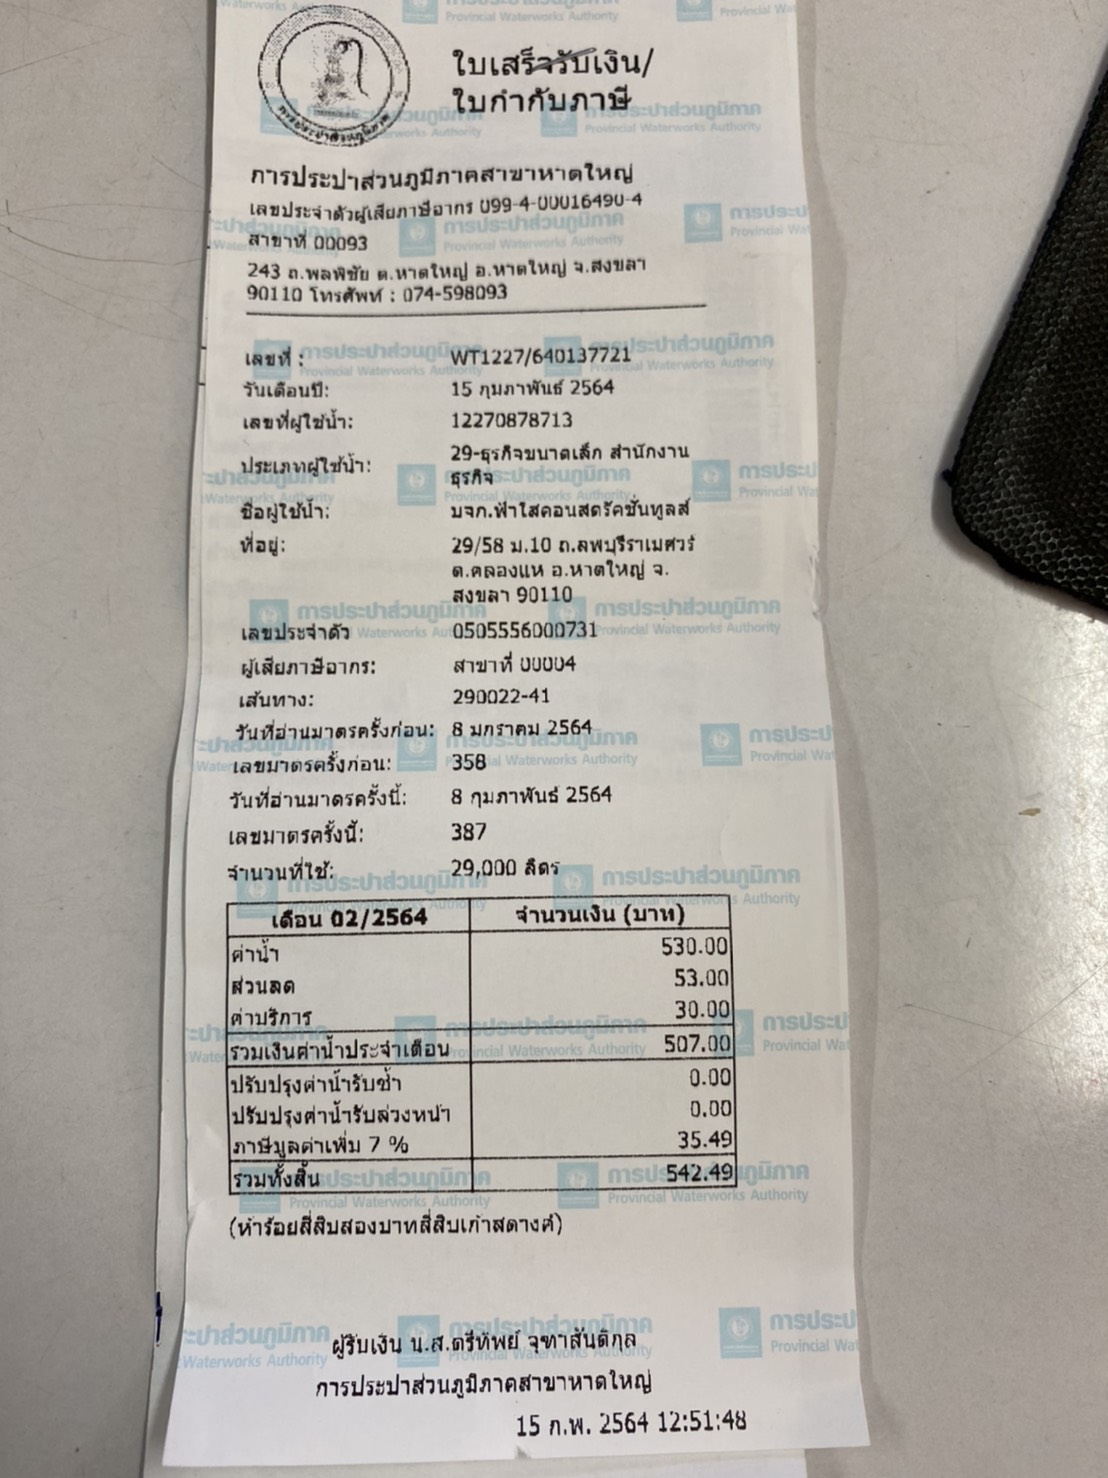 ใบเสร็จรับเงิน/
ใบกำกับภาษี
การประปาส่วนภูมิภาค
การประปาส่วนภูมิภาคสาขาหาดใหญ่
เลขประจำตัวผู้เสียภาษีอากร 099-4-00016490-4
สาขาที่ 00093
243 ถ.พลพิชัย ต.หาดใหญ่ อ.หาดใหญ่ จ.สงขลา
90110 โทรศัพท์ : 074-598093
เลขที่ : WT1227/640137721
วันเดือนปี: 15 กุมภาพันธ์ 2564
เลขที่ผู้ใช้น้ำ: 12270878713
ประเภทผู้ใช้น้ำ: 29-ธุรกิจขนาดเล็ก สำนักงาน
ธุรกิจ
ชื่อผู้ใช้น้ำ: บจก.ฟ้าใสคอนสตรัคชั่นทูลส์
ที่อยู่: 29/58 ม.10 ถ.ลพบุรีราเมศวร์
ต.คลองแห อ.หาดใหญ่ จ.
สงขลา 90110
เลขประจำตัว 0505556000731
ผู้เสียภาษีอากร: สาขาที่ 00004
เส้นทาง: 290022-41
วันที่อ่านมาตรครั้งก่อน: 8 มกราคม 2564
เลขมาตรครั้งก่อน: 358
วันที่อ่านมาตรครั้งนี้: 8 กุมภาพันธ์ 2564
เลขมาตรครั้งนี้: 387
จำนวนที่ใช้: 29,000 ลิตร
เดือน 02/2564 จำนวนเงิน (บาท)
ค่าน้ำ 530.00
ส่วนลด 53.00
ค่าบริการ 30.00
รวมเงินค่าน้ำประจำเดือน 507.00
ปรับปรุงค่าน้ำรับซ้ำ 0.00
ปรับปรุงค่าน้ำรับล่วงหน้า 0.00
ภาษีมูลค่าเพิ่ม 7 % 35.49
รวมทั้งสิ้น 542.49
(ห้าร้อยสี่สิบสองบาทสี่สิบเก้าสตางค์)
ผู้รับเงิน น.ส.ตรีทิพย์ จุฑาสันติกุล
การประปาส่วนภูมิภาคสาขาหาดใหญ่
15 ก.พ. 2564 12:51:48